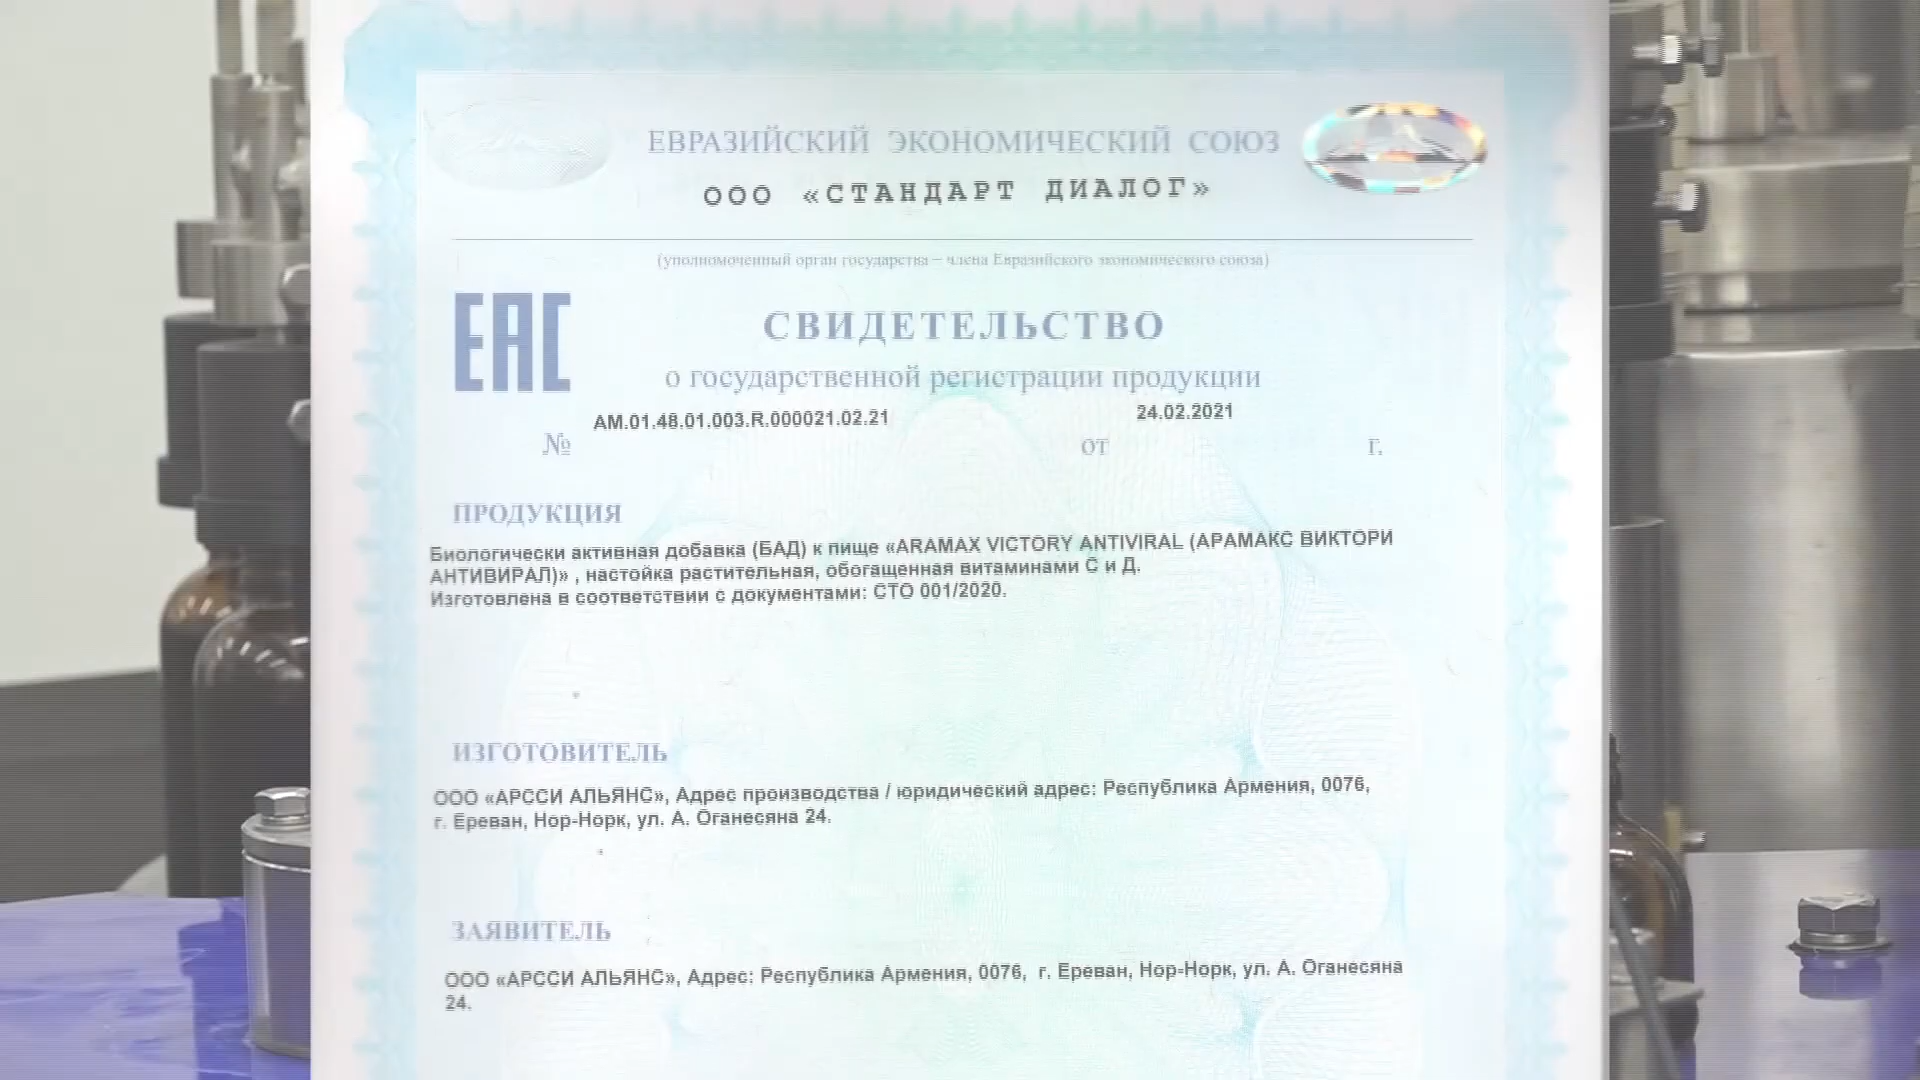 ЕВРАЗИЙСКИЙ ЭКОНОМИЧЕСКИЙ СОЮЗ
ООО «СТАНДАРТ ДИАЛОГ»
(уполномоченный орган государства – члена Евразийского экономического союза)
ЕАС
СВИДЕТЕЛЬСТВО
о государственной регистрации продукции
№ AM.01.48.01.003.R.000021.02.21 от 24.02.2021 г.
ПРОДУКЦИЯ
Биологически активная добавка (БАД) к пище «ARAMAX VICTORY ANTIVIRAL (АРАМАКС ВИКТОРИ
АНТИВИРАЛ)» , настойка растительная, обогащенная витаминами С и Д.
Изготовлена в соответствии с документами: СТО 001/2020.
ИЗГОТОВИТЕЛЬ
ООО «АРССИ АЛЬЯНС», Адрес производства / юридический адрес: Республика Армения, 0076,
г. Ереван, Нор-Норк, ул. А. Оганесяна 24.
ЗАЯВИТЕЛЬ
ООО «АРССИ АЛЬЯНС», Адрес: Республика Армения, 0076, г. Ереван, Нор-Норк, ул. А. Оганесяна
24.